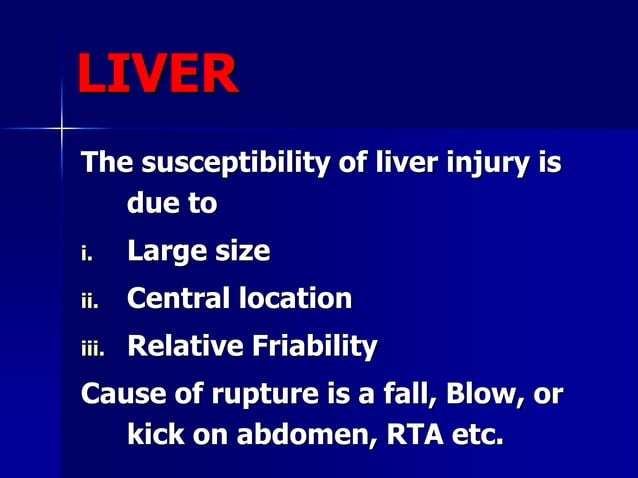 LIVER
The susceptibility of liver injury is
due to
i. Large size
ii. Central location
iii. Relative Friability
Cause of rupture is a fall, Blow, or
kick on abdomen, RTA etc.